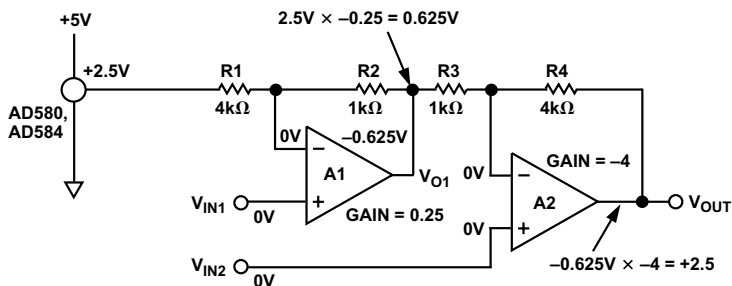 2.5V × –0.25 = 0.625V
+5V
+2.5V
R1
R2
R3
R4
4kΩ
1kΩ
1kΩ
4kΩ
AD580,
AD584
0V
–0.625V
A1
VO1
GAIN = 0.25
VIN1
0V
0V
GAIN = –4
A2
0V
VOUT
VIN2
0V
–0.625V × –4 = +2.5